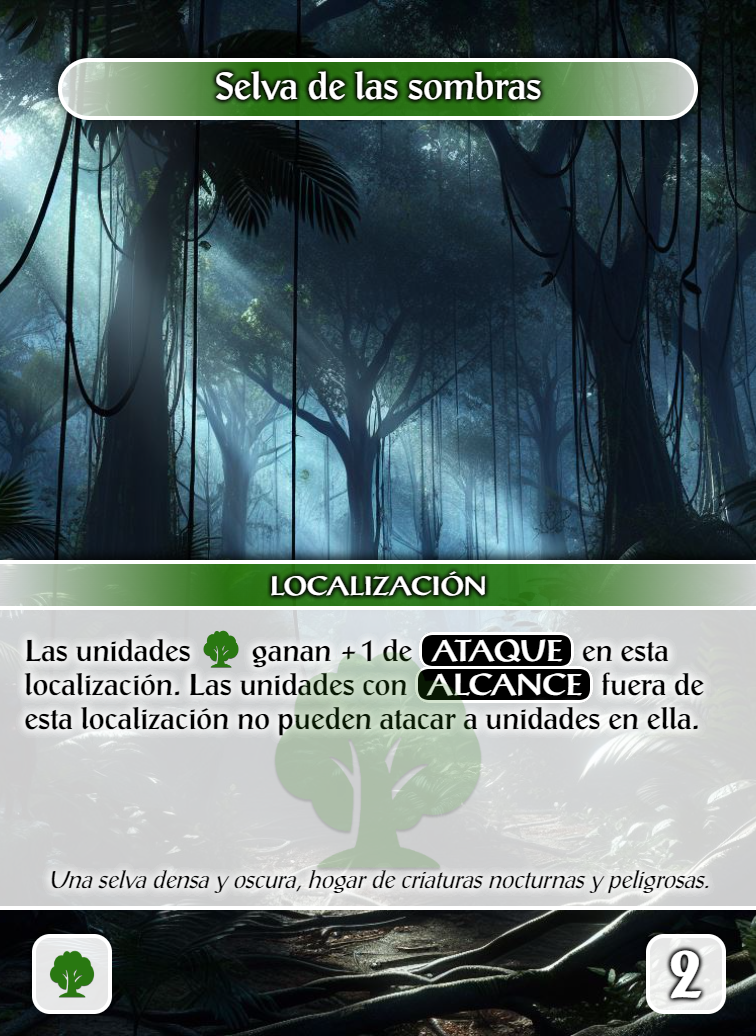 Selva de las sombras
LOCALIZACIÓN
Las unidades ganan +1 de ATAQUE en esta
localización. Las unidades con ALCANCE fuera de
esta localización no pueden atacar a unidades en ella.
Una selva densa y oscura, hogar de criaturas nocturnas y peligrosas.
2